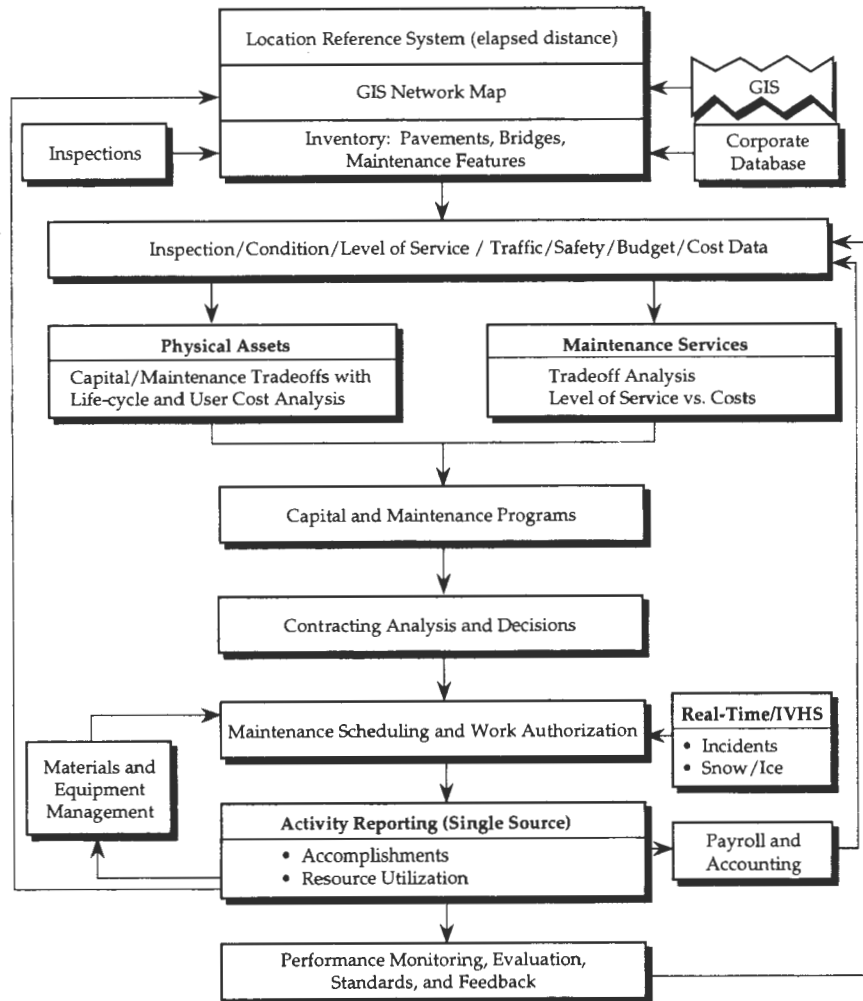 Location Reference System (elapsed distance)
GIS Network Map
GIS
Inventory: Pavements, Bridges,
Maintenance Features
Inspections
Corporate
Database
Inspection/Condition/Level of Service / Traffic/Safety/Budget/Cost Data
Physical Assets
Capital/Maintenance Tradeoffs with
Life-cycle and User Cost Analysis
Maintenance Services
Tradeoff Analysis
Level of Service vs. Costs
Capital and Maintenance Programs
Contracting Analysis and Decisions
Maintenance Scheduling and Work Authorization
Real-Time/IVHS
• Incidents
• Snow/Ice
Materials and
Equipment
Management
Activity Reporting (Single Source)
• Accomplishments
• Resource Utilization
Payroll and
Accounting
Performance Monitoring, Evaluation,
Standards, and Feedback